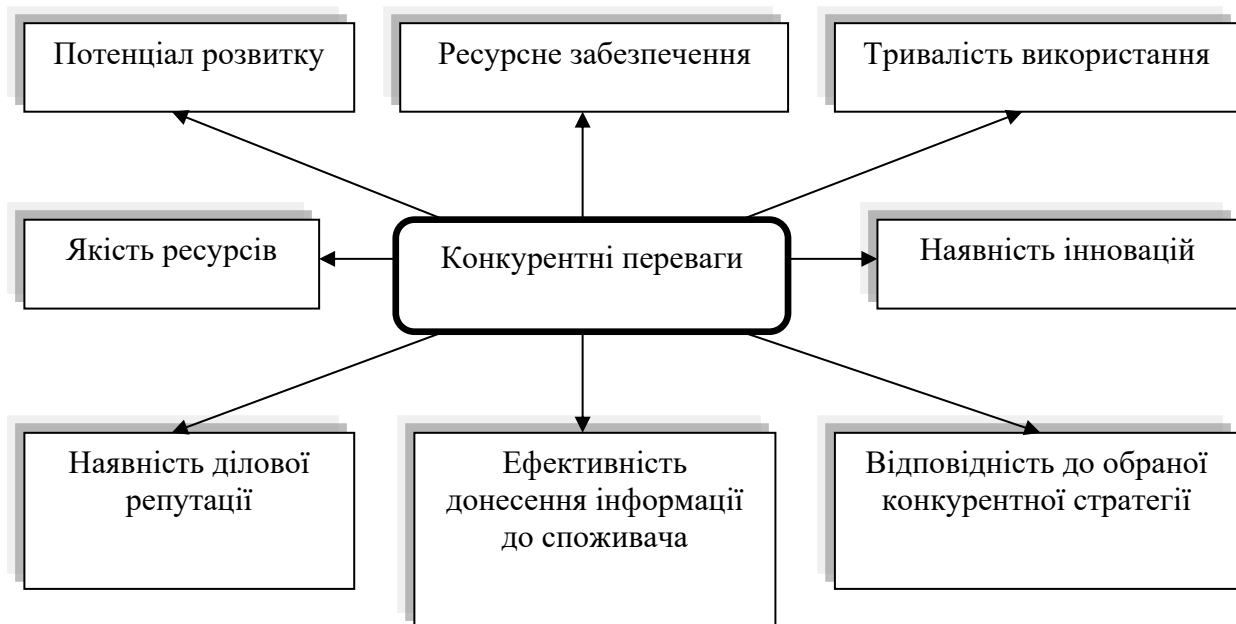 Потенціал розвитку
Ресурсне забезпечення
Тривалість використання
Якість ресурсів
Конкурентні переваги
Наявність інновацій
Наявність ділової
репутації
Ефективність
донесення інформації
до споживача
Відповідність до обраної
конкурентної стратегії